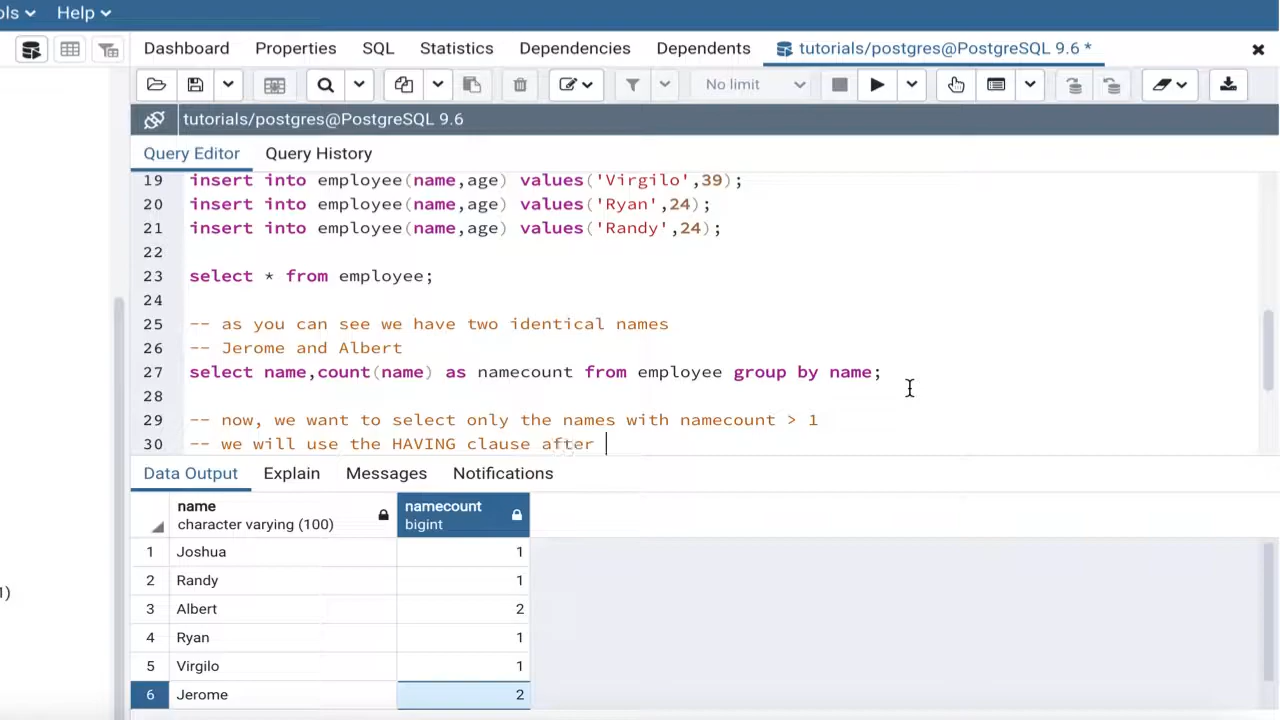 ols Help
Dashboard Properties SQL Statistics Dependencies Dependents tutorials/postgres@PostgreSQL 9.6 *
No limit
tutorials/postgres@PostgreSQL 9.6
Query Editor Query History
19 insert into employee(name,age) values('Virgilo',39);
20 insert into employee(name,age) values('Ryan',24);
21 insert into employee(name,age) values('Randy',24);
22
23 select * from employee;
24
25 -- as you can see we have two identical names
26 -- Jerome and Albert
27 select name,count(name) as namecount from employee group by name;
28
29 -- now, we want to select only the names with namecount > 1
30 -- we will use the HAVING clause after
Data Output Explain Messages Notifications
name namecount
character varying (100) bigint
1 Joshua 1
2 Randy 1
3 Albert 2
4 Ryan 1
5 Virgilo 1
6 Jerome 2